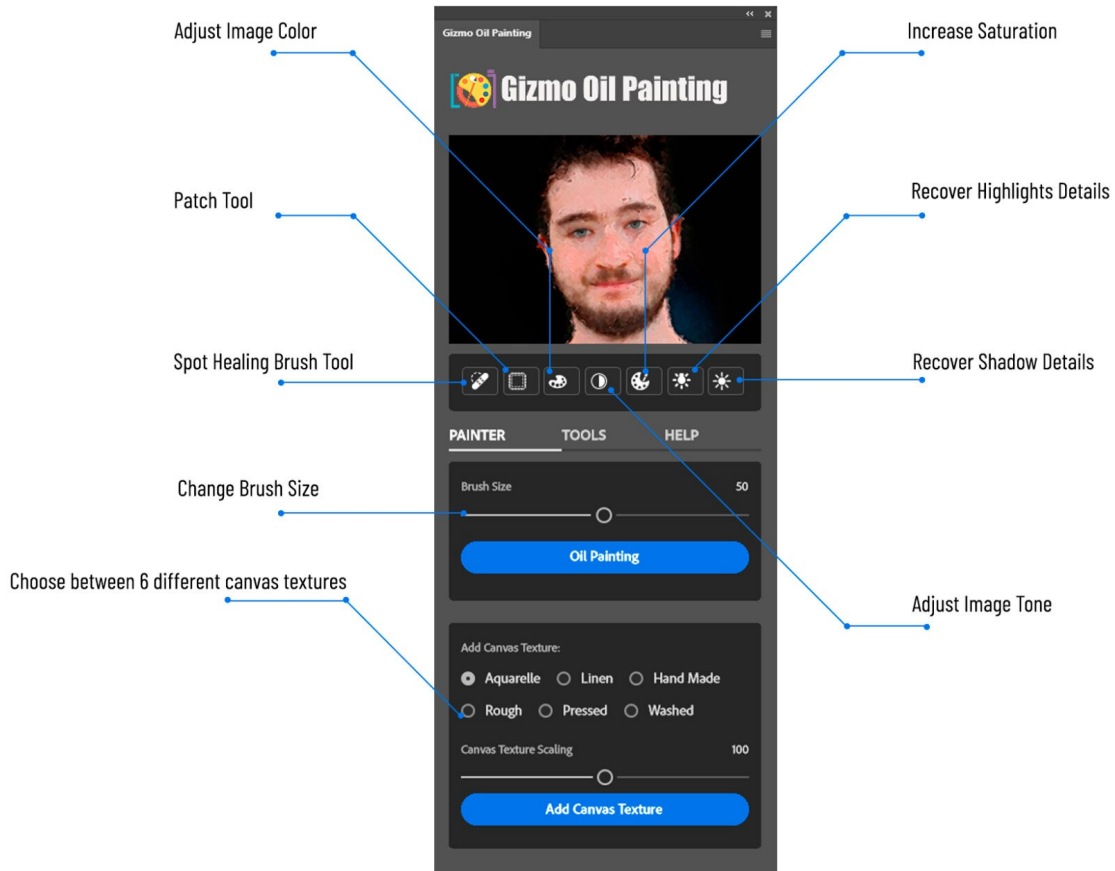 Adjust Image Color
Increase Saturation
Gizmo Oil Painting
Gizmo Oil Painting
Patch Tool
Recover Highlights Details
Spot Healing Brush Tool
Recover Shadow Details
PAINTER TOOLS HELP
Change Brush Size
Brush Size 50
Oil Painting
Choose between 6 different canvas textures
Adjust Image Tone
Add Canvas Texture:
Aquarelle Linen Hand Made
Rough Pressed Washed
Canvas Texture Scaling 100
Add Canvas Texture